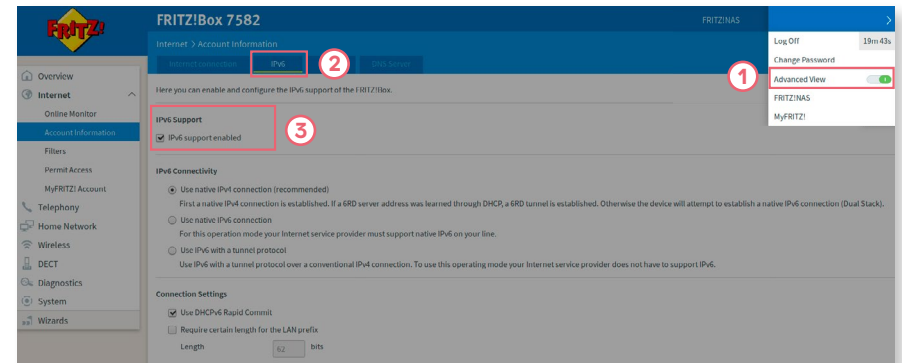 FRITZ!
FRITZ!Box 7582
FRITZ!NAS
Internet > Account Information
Internet connection
IPv6
2
DNS Server
Log Off 19m 43s
Change Password
1
Advanced View
FRITZ!NAS
MyFRITZ!
Overview
Internet
Online Monitor
Account Information
Filters
Permit Access
MyFRITZ! Account
Telephony
Home Network
Wireless
DECT
Diagnostics
System
Wizards
Here you can enable and configure the IPv6 support of the FRITZ!Box.
IPv6 Support
IPv6 support enabled
3
IPv6 Connectivity
Use native IPv4 connection (recommended)
First a native IPv4 connection is established. If a 6RD server address was learned through DHCP, a 6RD tunnel is established. Otherwise the device will attempt to establish a native IPv6 connection (Dual Stack).
Use native IPv6 connection
For this operation mode your Internet service provider must support native IPv6 on your line.
Use IPv6 with a tunnel protocol
Use IPv6 with a tunnel protocol over a conventional IPv4 connection. To use this operating mode your Internet service provider does not have to support IPv6.
Connection Settings
Use DHCPv6 Rapid Commit
Require certain length for the LAN prefix
Length 62 bits